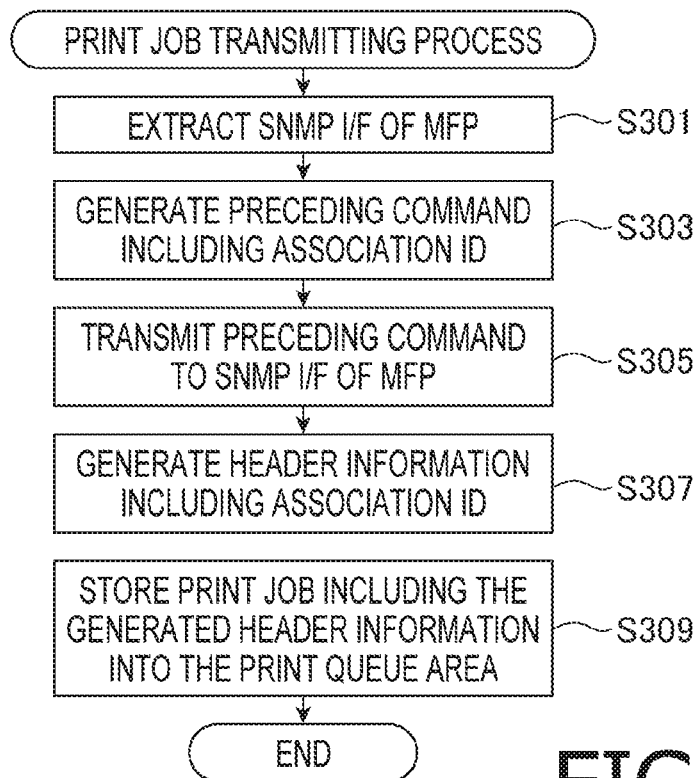 PRINT JOB TRANSMITTING PROCESS
EXTRACT SNMP I/F OF MFP
S301
GENERATE PRECEDING COMMAND
INCLUDING ASSOCIATION ID
S303
TRANSMIT PRECEDING COMMAND
TO SNMP I/F OF MFP
S305
GENERATE HEADER INFORMATION
INCLUDING ASSOCIATION ID
S307
STORE PRINT JOB INCLUDING THE
GENERATED HEADER INFORMATION
INTO THE PRINT QUEUE AREA
S309
END